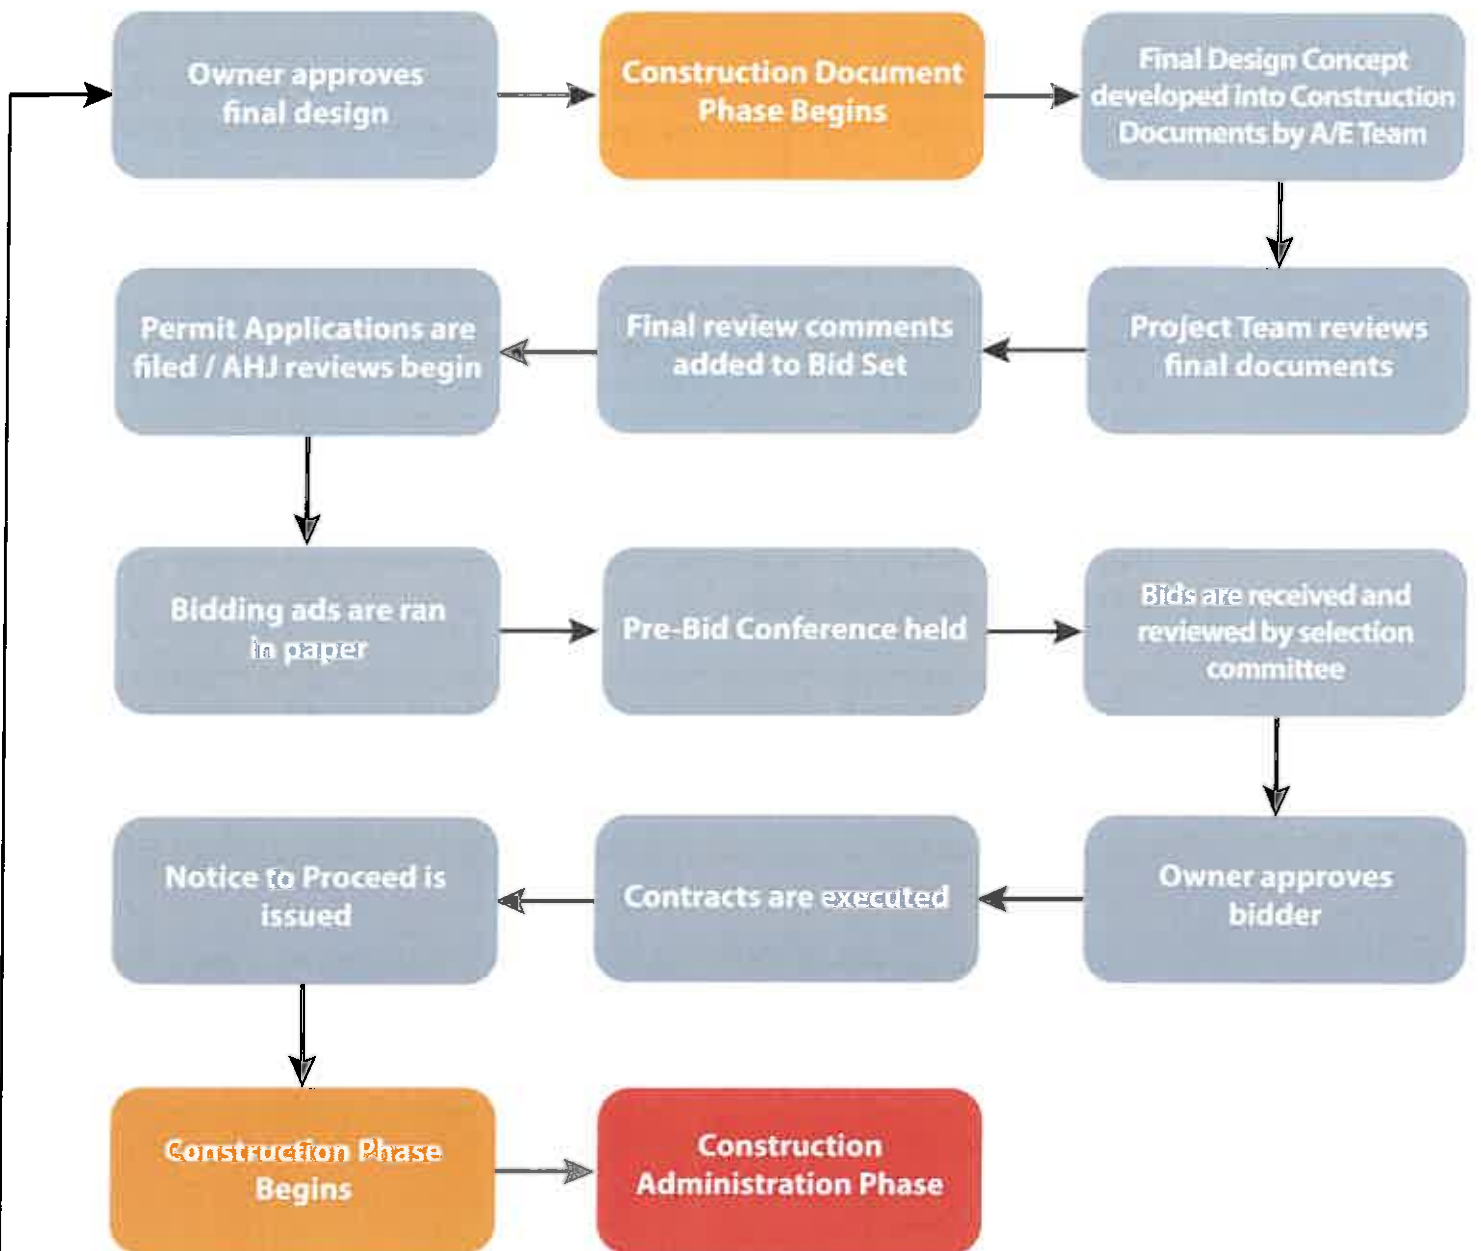 Owner approves
final design
Construction Document
Phase Begins
Final Design Concept
developed into Construction
Documents by A/E Team
Project Team reviews
final documents
Final review comments
added to Bid Set
Permit Applications are
filed / AHJ reviews begin
Bidding ads are ran
in paper
Pre-Bid Conference held
Bids are received and
reviewed by selection
committee
Owner approves
bidder
Contracts are executed
Notice to Proceed is
issued
Construction Phase
Begins
Construction
Administration Phase